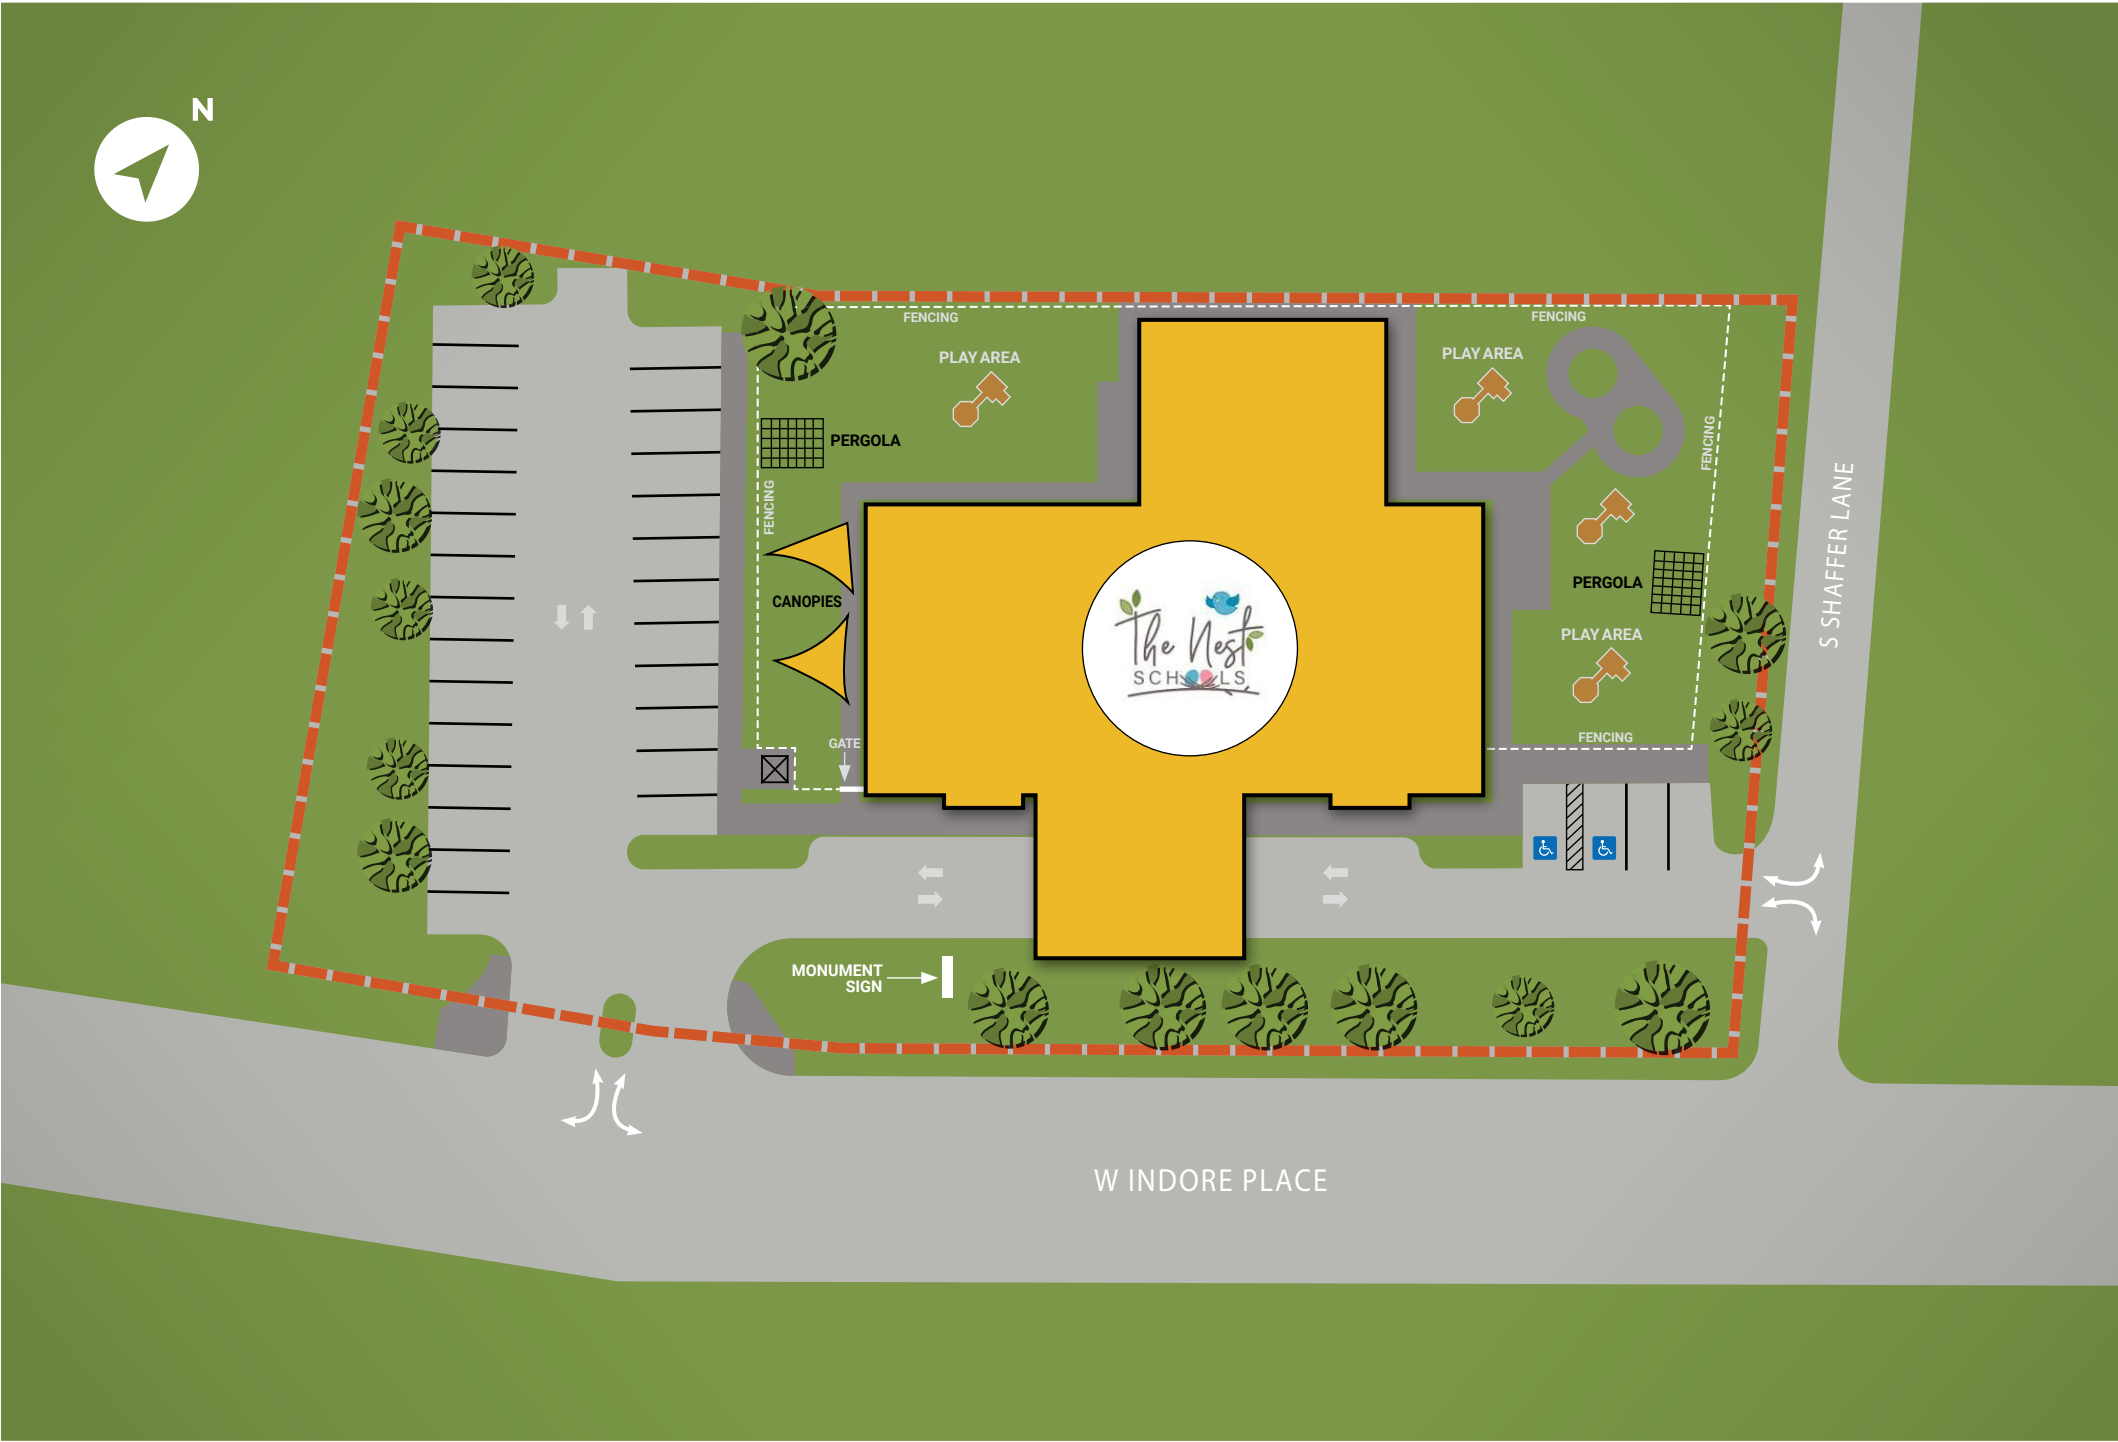 N
FENCING
FENCING
PLAY AREA
PLAY AREA
PERGOLA
FENCING
FENCING
S SHAFFER LANE
CANOPIES
The Nest
SCHOOLS
PERGOLA
PLAY AREA
GATE
FENCING
MONUMENT
SIGN
W INDORE PLACE